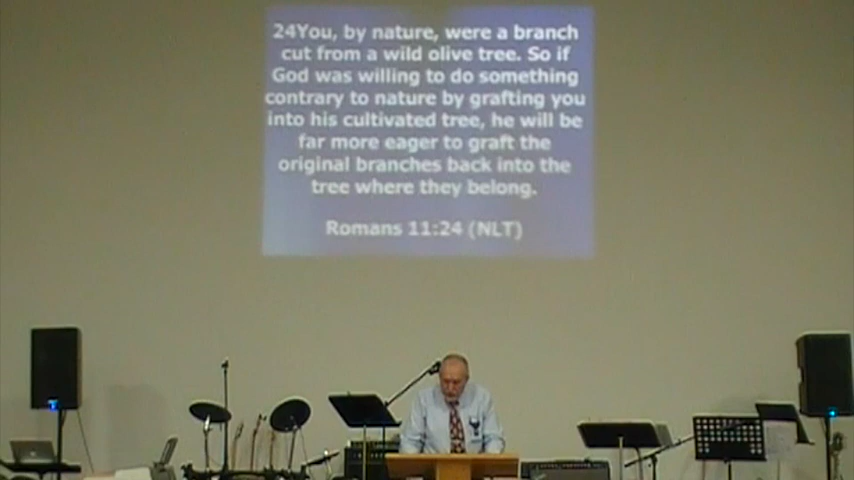 24You, by nature, were a branch
cut from a wild olive tree. So if
God was willing to do something
contrary to nature by grafting you
into his cultivated tree, he will be
far more eager to graft the
original branches back into the
tree where they belong.
Romans 11:24 (NLT)